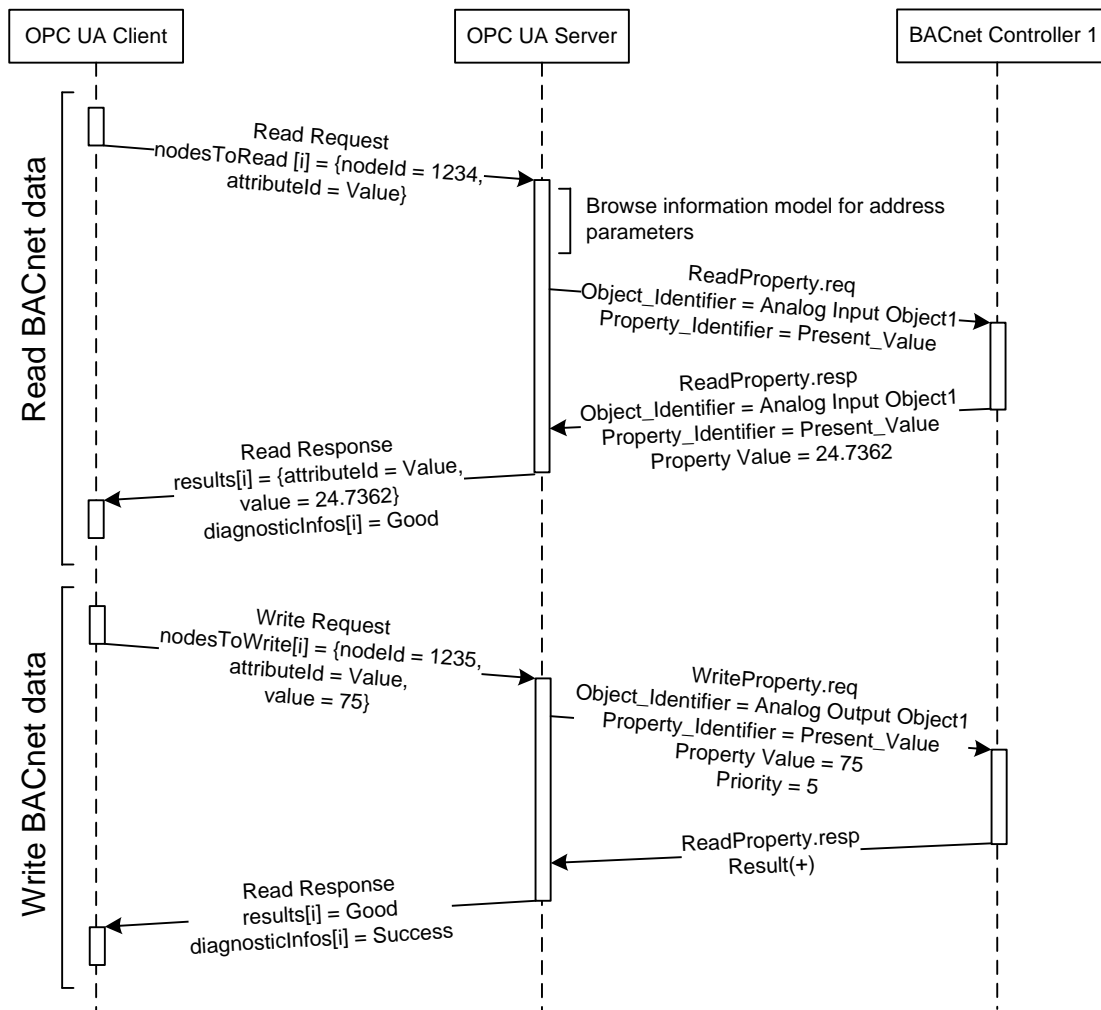 OPC UA Client
OPC UA Server
BACnet Controller 1
Read BACnet data
Read Request
nodesToRead [i] = {nodeId = 1234,
attributeId = Value}
Browse information model for address
parameters
ReadProperty.req
Object_Identifier = Analog Input Object1
Property_Identifier = Present_Value
ReadProperty.resp
Object_Identifier = Analog Input Object1
Property_Identifier = Present_Value
Property Value = 24.7362
Read Response
results[i] = {attributeId = Value,
value = 24.7362}
diagnosticInfos[i] = Good
Write BACnet data
Write Request
nodesToWrite[i] = {nodeId = 1235,
attributeId = Value,
value = 75}
WriteProperty.req
Object_Identifier = Analog Output Object1
Property_Identifier = Present_Value
Property Value = 75
Priority = 5
ReadProperty.resp
Result(+)
Read Response
results[i] = Good
diagnosticInfos[i] = Success